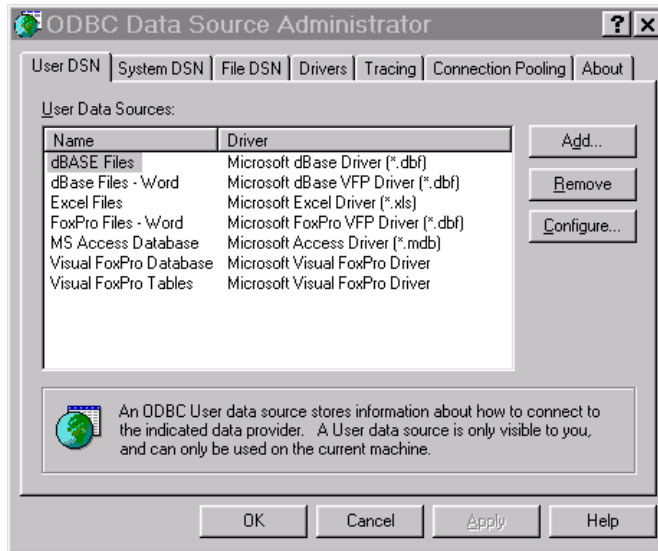 ODBC Data Source Administrator
User DSN System DSN File DSN Drivers Tracing Connection Pooling About
User Data Sources:
Name Driver
dBASE Files Microsoft dBase Driver (*.dbf)
dBase Files - Word Microsoft dBase VFP Driver (*.dbf)
Excel Files Microsoft Excel Driver (*.xls)
FoxPro Files - Word Microsoft FoxPro VFP Driver (*.dbf)
MS Access Database Microsoft Access Driver (*.mdb)
Visual FoxPro Database Microsoft Visual FoxPro Driver
Visual FoxPro Tables Microsoft Visual FoxPro Driver
Add...
Remove
Configure...
An ODBC User data source stores information about how to connect to
the indicated data provider. A User data source is only visible to you,
and can only be used on the current machine.
OK Cancel Apply Help